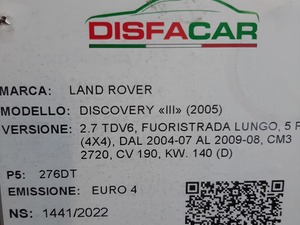 DISFACAR
MARCA: LAND ROVER
MODELLO: DISCOVERY «III» (2005)
VERSIONE: 2.7 TDV6, FUORISTRADA LUNGO, 5 P
(4X4), DAL 2004-07 AL 2009-08, CM3
2720, CV 190, KW. 140 (D)
P5: 276DT
EMISSIONE: EURO 4
NS: 1441/2022